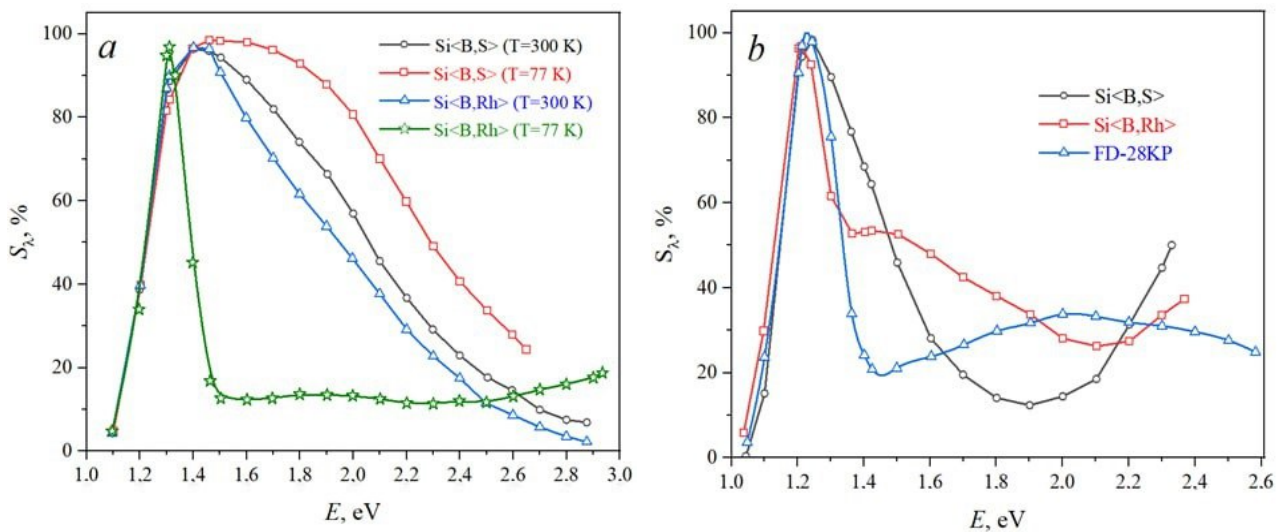 a
Si<B,S> (T=300 K)
Si<B,S> (T=77 K)
Si<B,Rh> (T=300 K)
Si<B,Rh> (T=77 K)
100
80
60
40
20
0
Sλ, %
1.0 1.2 1.4 1.6 1.8 2.0 2.2 2.4 2.6 2.8 3.0
E, eV
b
Si<B,S>
Si<B,Rh>
FD-28KP
100
80
60
40
20
0
Sλ, %
1.0 1.2 1.4 1.6 1.8 2.0 2.2 2.4 2.6
E, eV